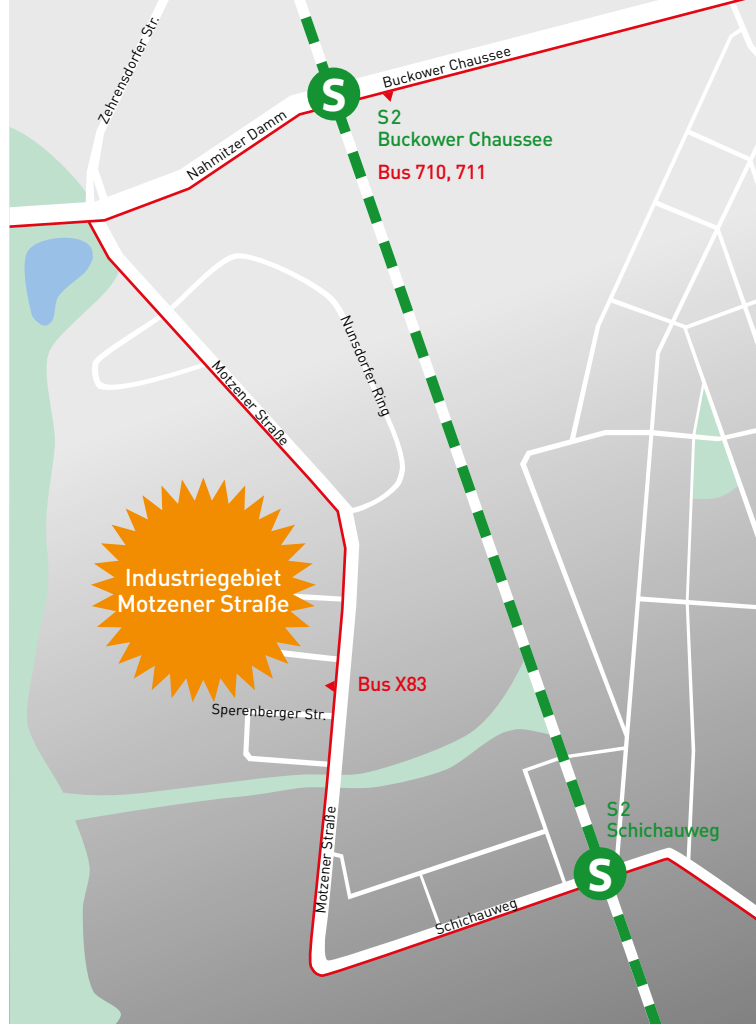 Zehrensdorfer Str.
Buckower Chaussee
S
Nahmitzer Damm
S 2
Buckower Chaussee
Bus 710, 711
Nunsdorfer Ring
Motzener Straße
Industriegebiet
Motzener Straße
Bus X83
Sperenberger Str.
S 2
Schichauweg
Motzener Straße
S
Schichauweg